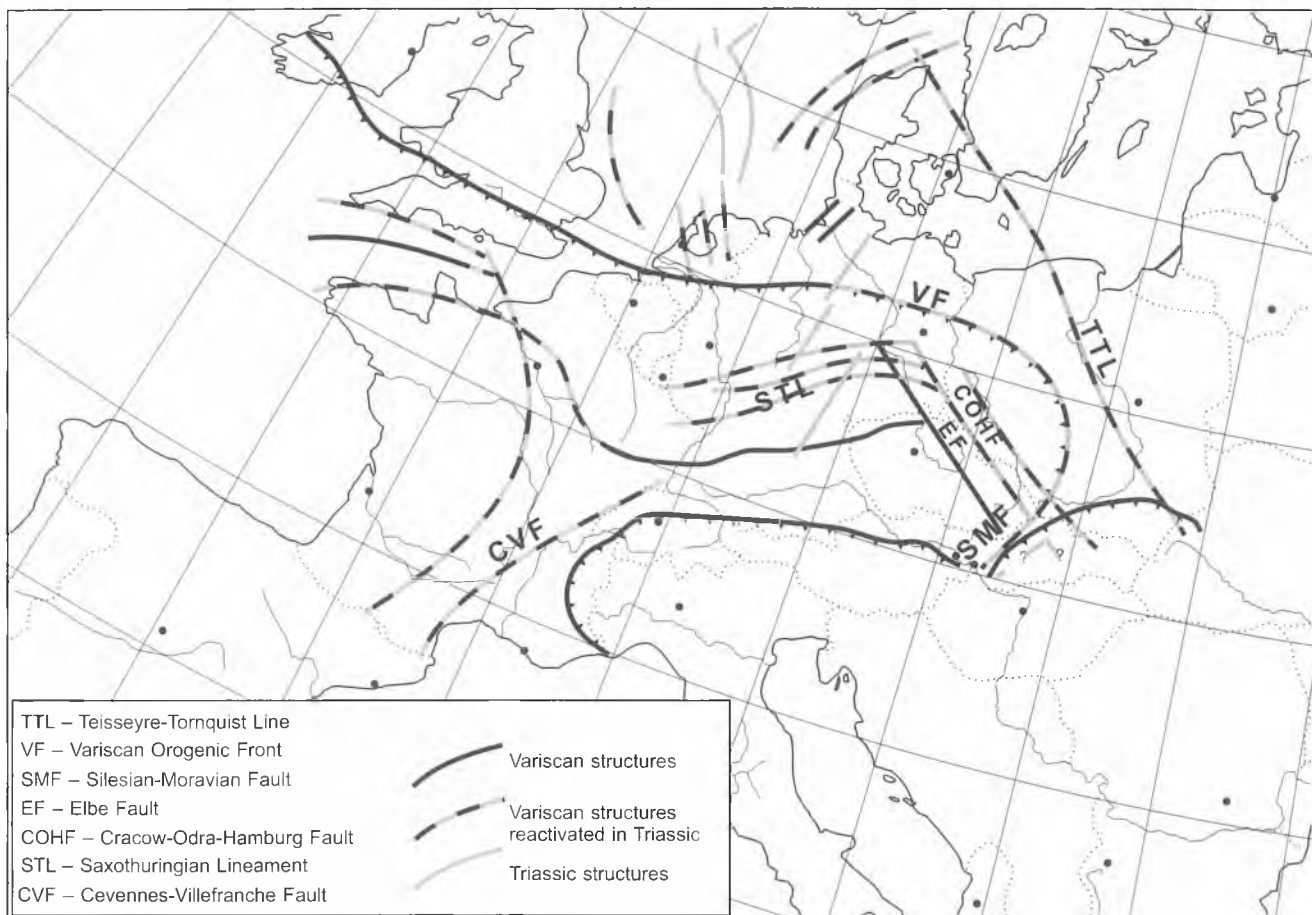 VF
TTL
STL
COHF
EF
CVF
SMF
? ?
TTL – Teisseyre-Tornquist Line
VF – Variscan Orogenic Front
SMF – Silesian-Moravian Fault
EF – Elbe Fault
COHF – Cracow-Odra-Hamburg Fault
STL – Saxothuringian Lineament
CVF – Cevennes-Villefranche Fault
Variscan structures
Variscan structures
reactivated in Triassic
Triassic structures